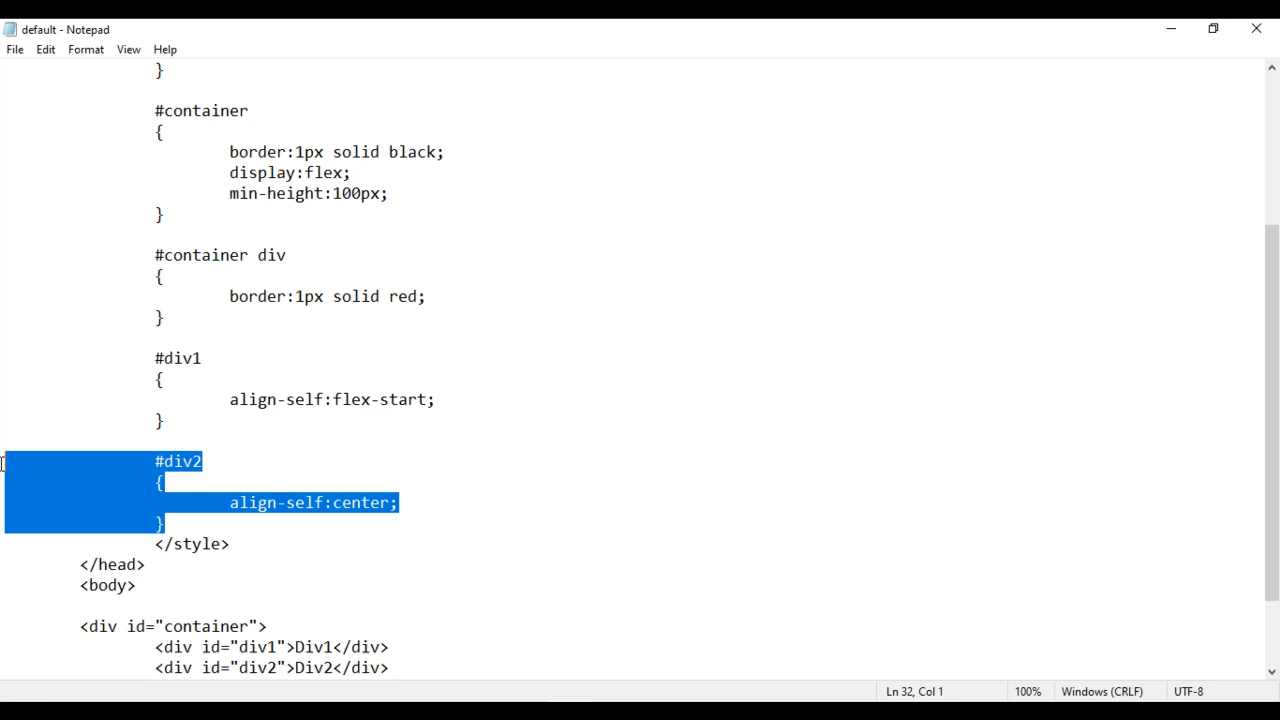 default - Notepad
File Edit Format View Help
}
#container
{
border:1px solid black;
display:flex;
min-height:100px;
}
#container div
{
border:1px solid red;
}
#div1
{
align-self:flex-start;
}
#div2
{
align-self:center;
}
</style>
</head>
<body>
<div id="container">
<div id="div1">Div1</div>
<div id="div2">Div2</div>
Ln 32, Col 1 100% Windows (CRLF) UTF-8